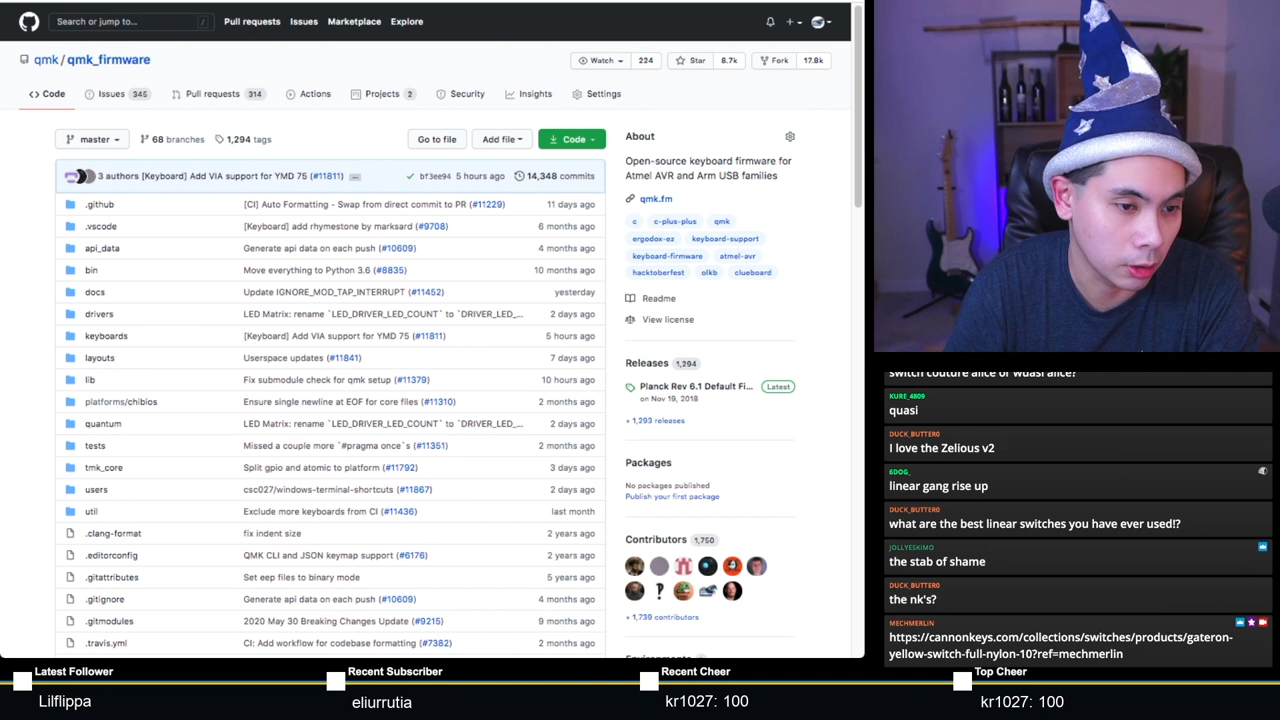 Search or jump to... /
Pull requests Issues Marketplace Explore
qmk / qmk_firmware
Watch 224 Star 8.7k Fork 17.8k
Code Issues 345 Pull requests 314 Actions Projects 2 Security Insights Settings
master 68 branches 1,294 tags Go to file Add file Code
3 authors [Keyboard] Add VIA support for YMD 75 (#11811) ... bf3ee94 5 hours ago 14,348 commits
.github [CI] Auto Formatting - Swap from direct commit to PR (#11229) 11 days ago
.vscode [Keyboard] add rhymestone by marksard (#9708) 6 months ago
api_data Generate api data on each push (#10609) 4 months ago
bin Move everything to Python 3.6 (#8835) 10 months ago
docs Update IGNORE_MOD_TAP_INTERRUPT (#11452) yesterday
drivers LED Matrix: rename `LED_DRIVER_LED_COUNT` to `DRIVER_LED_... 2 days ago
keyboards [Keyboard] Add VIA support for YMD 75 (#11811) 5 hours ago
layouts Userspace updates (#11841) 7 days ago
lib Fix submodule check for qmk setup (#11379) 10 hours ago
platforms/chibios Ensure single newline at EOF for core files (#11310) 2 months ago
quantum LED Matrix: rename `LED_DRIVER_LED_COUNT` to `DRIVER_LED_... 2 days ago
tests Missed a couple more `#pragma once`s (#11351) 2 months ago
tmk_core Split gpio and atomic to platform (#11792) 3 days ago
users csc027/windows-terminal-shortcuts (#11867) 2 days ago
util Exclude more keyboards from CI (#11436) last month
.clang-format fix indent size 2 years ago
.editorconfig QMK CLI and JSON keymap support (#6176) 2 years ago
.gitattributes Set eep files to binary mode 5 years ago
.gitignore Generate api data on each push (#10609) 4 months ago
.gitmodules 2020 May 30 Breaking Changes Update (#9215) 9 months ago
.travis.yml CI: Add workflow for codebase formatting (#7382) 2 months ago
About
Open-source keyboard firmware for
Atmel AVR and Arm USB families
qmk.fm
c c-plus-plus qmk
ergodox-ez keyboard-support
keyboard-firmware atmel-avr
hacktoberfest olkb clueboard
Readme
View license
Releases 1,294
Planck Rev 6.1 Default Fi... Latest
on Nov 19, 2018
+ 1,293 releases
Packages
No packages published
Publish your first package
Contributors 1,750
+ 1,739 contributors
switch couture alice or wuasi alice?
KURE_4809
quasi
DUCK_BUTTER0
I love the Zelious v2
6DOG_
linear gang rise up
DUCK_BUTTER0
what are the best linear switches you have ever used!?
JOLLYESKIMO
the stab of shame
DUCK_BUTTER0
the nk's?
MECHMERLIN
https://cannonkeys.com/collections/switches/products/gateron-
yellow-switch-full-nylon-10?ref=mechmerlin
Latest Follower
Lilflippa
Recent Subscriber
eliurrutia
Recent Cheer
kr1027: 100
Top Cheer
kr1027: 100